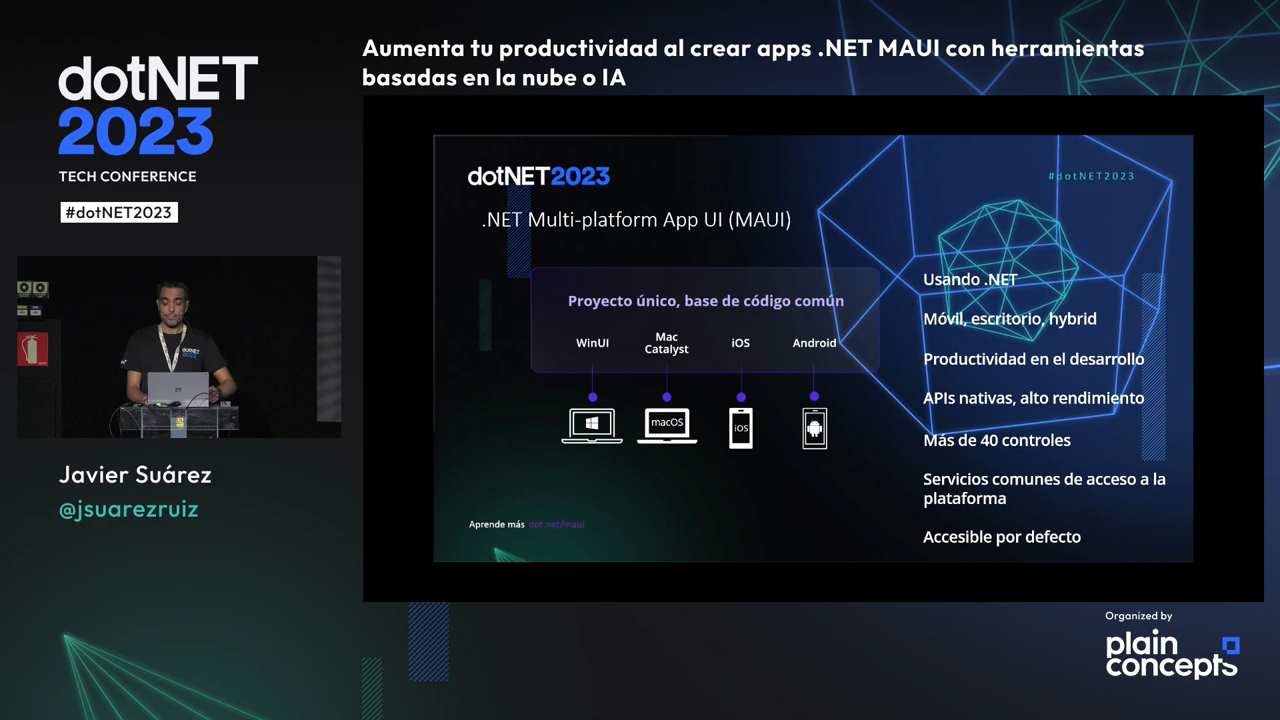 dotNET
2023
TECH CONFERENCE
#dotNET2023
Javier Suárez
@jsuarezruiz
Aumenta tu productividad al crear apps .NET MAUI con herramientas
basadas en la nube o IA
dotNET2023
#dotNET2023
.NET Multi-platform App UI (MAUI)
Proyecto único, base de código común
WinUI
Mac
Catalyst
iOS
Android
macOS
iOS
Usando .NET
Móvil, escritorio, hybrid
Productividad en el desarrollo
APIs nativas, alto rendimiento
Más de 40 controles
Servicios comunes de acceso a la
plataforma
Accesible por defecto
Aprende más dot.net/maui
Organized by
plain
concepts